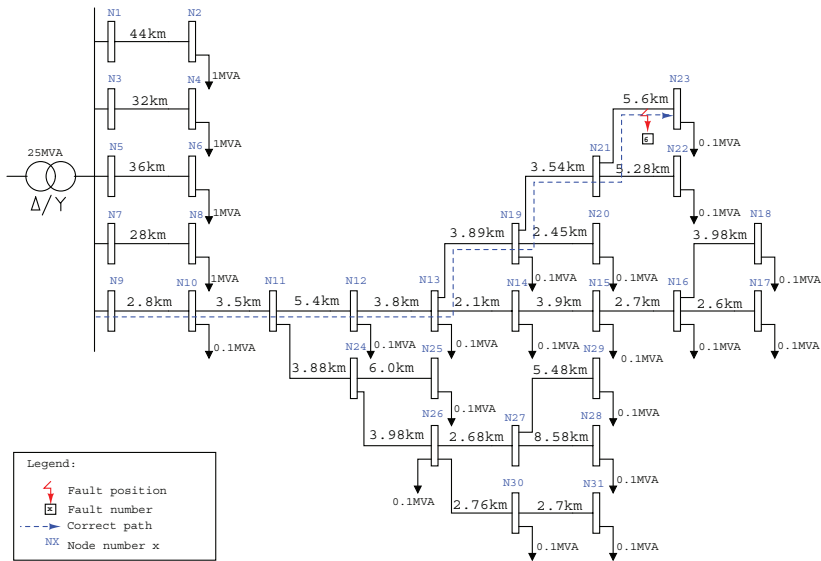 N1
N2
44km
1MVA
N3
N4
32km
1MVA
N23
5.6km
6
0.1MVA
25MVA
Δ/Y
N5
N6
36km
1MVA
N21
N22
3.54km
5.28km
0.1MVA
N7
N8
28km
1MVA
N19
N20
3.89km
2.45km
0.1MVA
0.1MVA
N18
3.98km
0.1MVA
N9
N10
N11
N12
N13
N14
N15
N16
N17
2.8km
3.5km
5.4km
3.8km
2.1km
3.9km
2.7km
2.6km
0.1MVA
0.1MVA
0.1MVA
0.1MVA
0.1MVA
0.1MVA
N24
N25
N29
3.88km
6.0km
5.48km
0.1MVA
0.1MVA
N26
N27
N28
3.98km
2.68km
8.58km
0.1MVA
0.1MVA
N30
N31
2.76km
2.7km
0.1MVA
0.1MVA
Legend:
Fault position
x Fault number
Correct path
NX Node number x